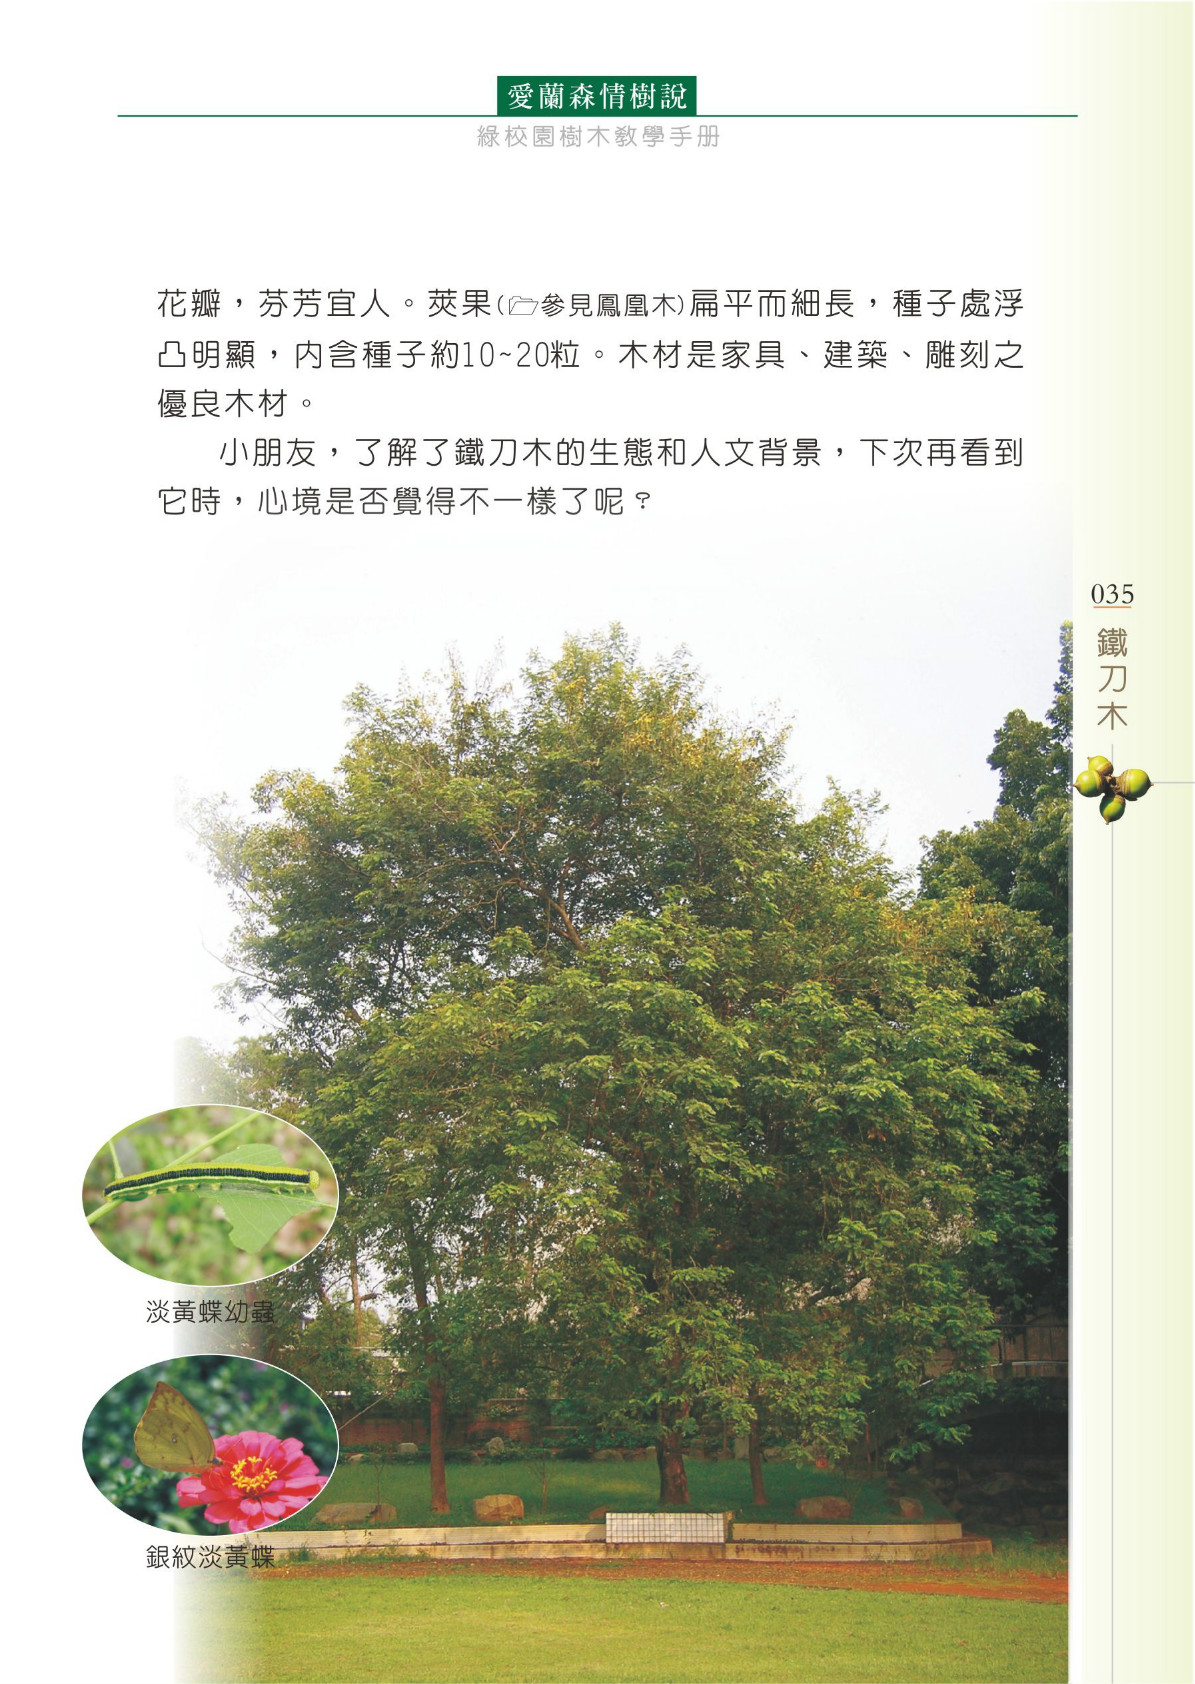 愛蘭森情樹說
綠校園樹木教學手册
花瓣，芬芳宜人。莢果(參見鳳凰木)扁平而細長，種子處浮
凸明顯，內含種子約10~20粒。木材是家具、建築、雕刻之
優良木材。
小朋友，了解了鐵刀木的生態和人文背景，下次再看到
它時，心境是否覺得不一樣了呢？
035
鐵刀木
淡黃蝶幼蟲
銀紋淡黃蝶